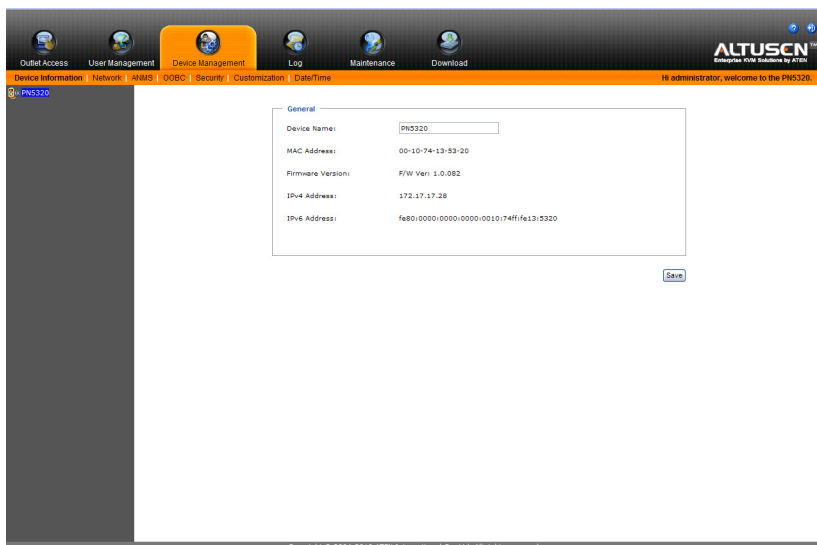 ALTUSEN™
Enterprise KVM Solutions by ATEN
Outlet Access User Management Device Management Log Maintenance Download
Device Information | Network | ANMS | OOBC | Security | Customization | Date/Time
Hi administrator, welcome to the PN5320.
PN5320
General
Device Name: PN5320
MAC Address: 00-10-74-13-53-20
Firmware Version: F/W Ver: 1.0.082
IPv4 Address: 172.17.17.28
IPv6 Address: fe80:0000:0000:0000:0010:74ff:fe13:5320
Save